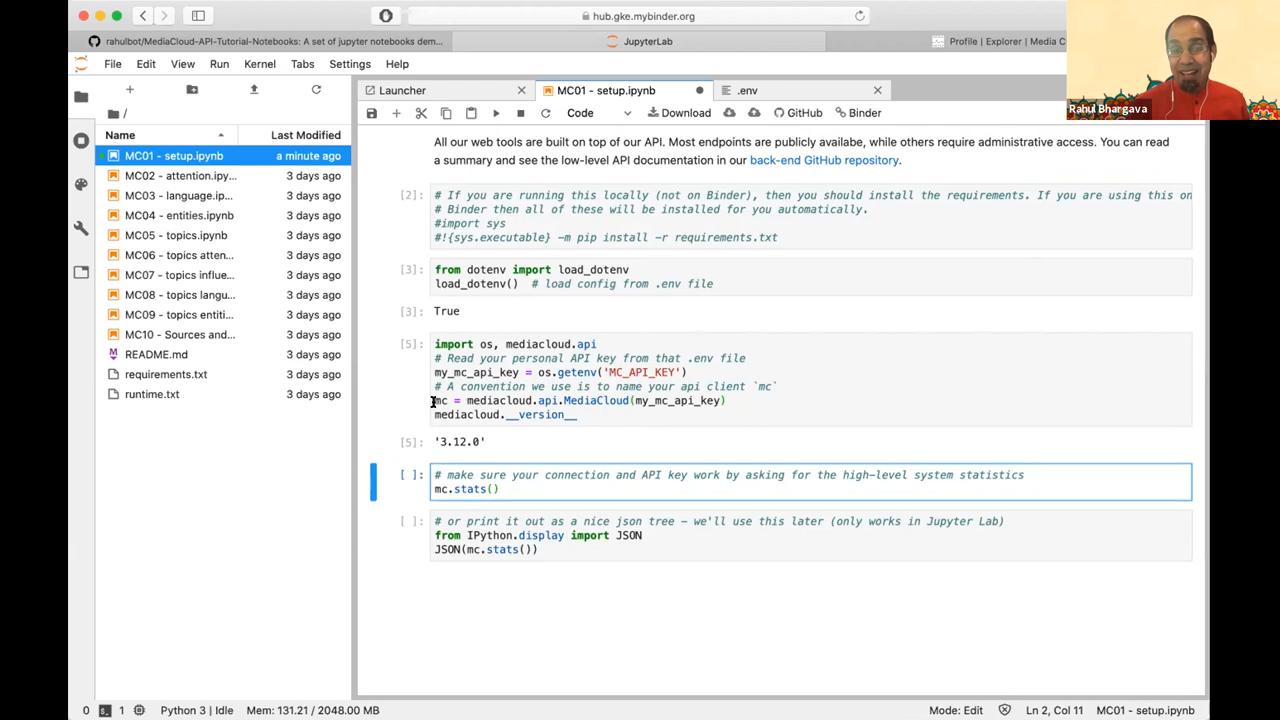 hub.gke.mybinder.org
rahulbot/MediaCloud-API-Tutorial-Notebooks: A set of jupyter notebooks dem...
JupyterLab
Profile | Explorer | Media C
Rahul Bhargava
File Edit View Run Kernel Tabs Settings Help
Launcher
MC01 - setup.ipynb
.env
Code
Download
GitHub
Binder
/
Name Last Modified
MC01 - setup.ipynb a minute ago
MC02 - attention.ipy... 3 days ago
MC03 - language.ip... 3 days ago
MC04 - entities.ipynb 3 days ago
MC05 - topics.ipynb 3 days ago
MC06 - topics atten... 3 days ago
MC07 - topics influe... 3 days ago
MC08 - topics langu... 3 days ago
MC09 - topics entiti... 3 days ago
MC10 - Sources and... 3 days ago
README.md 3 days ago
requirements.txt 3 days ago
runtime.txt 3 days ago
All our web tools are built on top of our API. Most endpoints are publicly availabe, while others require administrative access. You can read
a summary and see the low-level API documentation in our back-end GitHub repository.
[2]: # If you are running this locally (not on Binder), then you should install the requirements. If you are using this on
# Binder then all of these will be installed for you automatically.
#import sys
#!{sys.executable} -m pip install -r requirements.txt
[3]: from dotenv import load_dotenv
load_dotenv()  # load config from .env file
[3]: True
[5]: import os, mediacloud.api
# Read your personal API key from that .env file
my_mc_api_key = os.getenv('MC_API_KEY')
# A convention we use is to name your api client `mc`
mc = mediacloud.api.MediaCloud(my_mc_api_key)
mediacloud.__version__
[5]: '3.12.0'
[ ]: # make sure your connection and API key work by asking for the high-level system statistics
mc.stats()
[ ]: # or print it out as a nice json tree - we'll use this later (only works in Jupyter Lab)
from IPython.display import JSON
JSON(mc.stats())
0 1 Python 3 | Idle Mem: 131.21 / 2048.00 MB Mode: Edit Ln 2, Col 11 MC01 - setup.ipynb